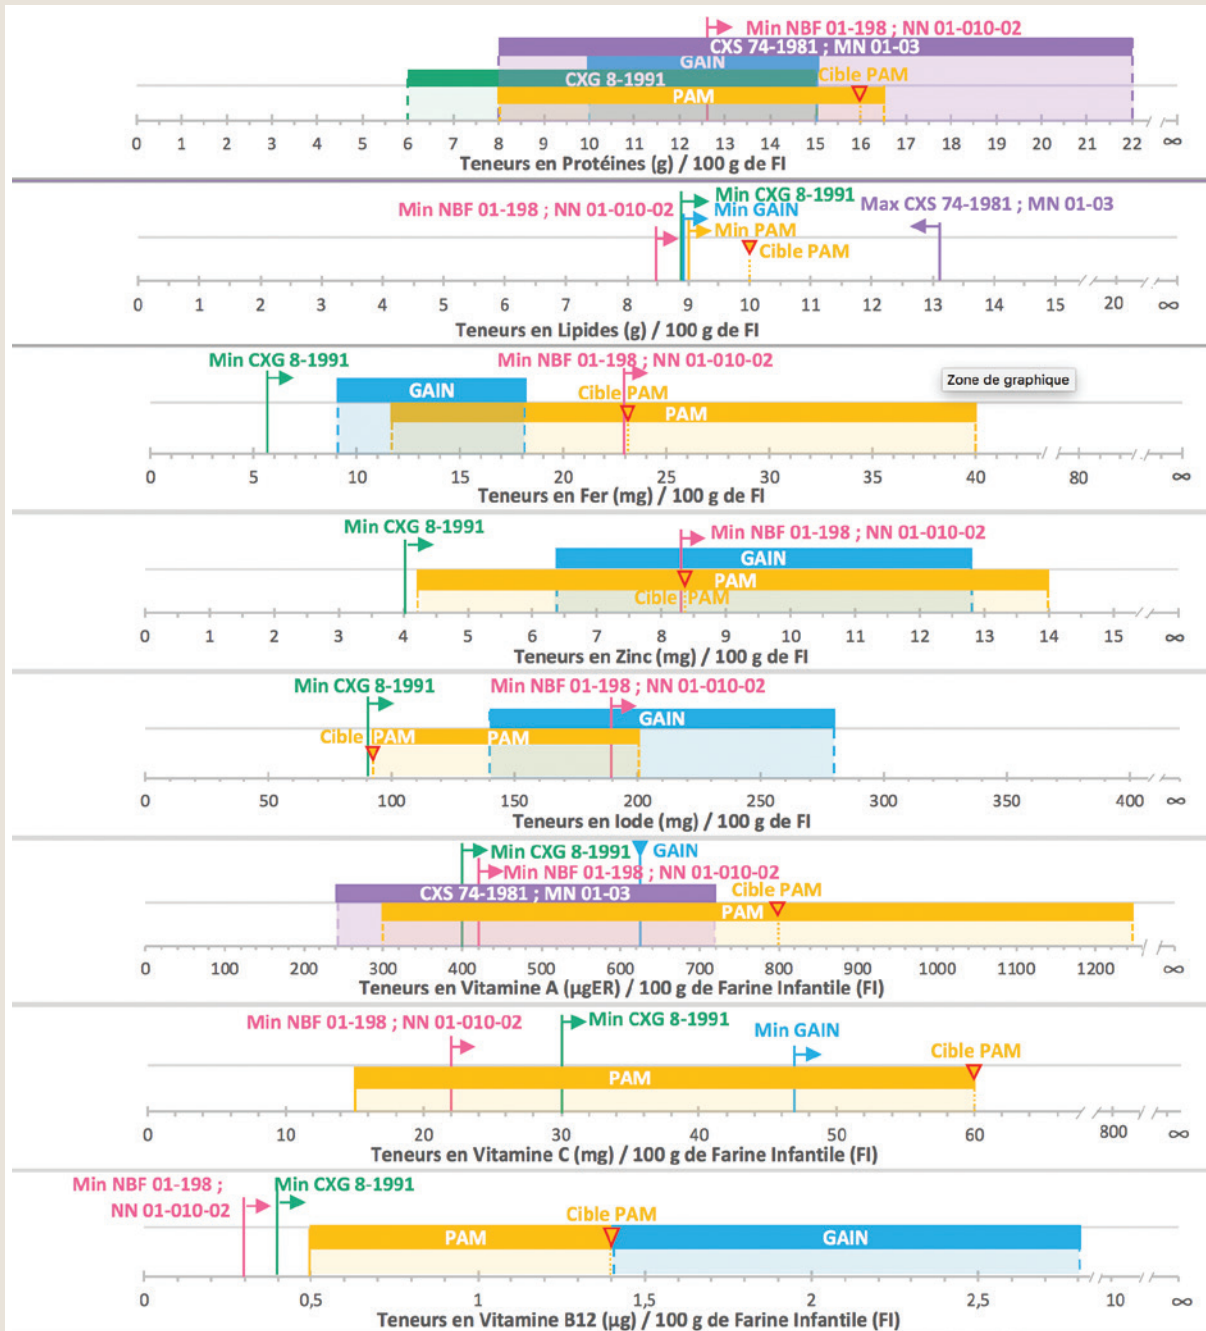 Min NBF 01-198 ; NN 01-010-02
CXS 74-1981 ; MN 01-03
GAIN
CXG 8-1991
Cible PAM
PAM
0 1 2 3 4 5 6 7 8 9 10 11 12 13 14 15 16 17 18 19 20 21 22 ∞
Teneurs en Protéines (g) / 100 g de FI
Min CXG 8-1991
Min NBF 01-198 ; NN 01-010-02
Min GAIN
Max CXS 74-1981 ; MN 01-03
Min PAM
Cible PAM
0 1 2 3 4 5 6 7 8 9 10 11 12 13 14 15 20 ∞
Teneurs en Lipides (g) / 100 g de FI
Min CXG 8-1991
Min NBF 01-198 ; NN 01-010-02
Zone de graphique
GAIN
Cible PAM
PAM
0 5 10 15 20 25 30 35 40 80 ∞
Teneurs en Fer (mg) / 100 g de FI
Min CXG 8-1991
Min NBF 01-198 ; NN 01-010-02
GAIN
PAM
Cible PAM
0 1 2 3 4 5 6 7 8 9 10 11 12 13 14 15 ∞
Teneurs en Zinc (mg) / 100 g de FI
Min CXG 8-1991
Min NBF 01-198 ; NN 01-010-02
GAIN
Cible PAM
PAM
0 50 100 150 200 250 300 350 400 ∞
Teneurs en Iode (mg) / 100 g de FI
Min CXG 8-1991
GAIN
Min NBF 01-198 ; NN 01-010-02
CXS 74-1981 ; MN 01-03
Cible PAM
PAM
0 100 200 300 400 500 600 700 800 900 1000 1100 1200 ∞
Teneurs en Vitamine A (µgER) / 100 g de Farine Infantile (FI)
Min NBF 01-198 ; NN 01-010-02
Min CXG 8-1991
Min GAIN
Cible PAM
PAM
0 10 20 30 40 50 60 800 ∞
Teneurs en Vitamine C (mg) / 100 g de Farine Infantile (FI)
Min NBF 01-198 ;
NN 01-010-02
Min CXG 8-1991
Cible PAM
PAM
GAIN
0 0,5 1 1,5 2 2,5 10 ∞
Teneurs en Vitamine B12 (µg) / 100 g de Farine Infantile (FI)